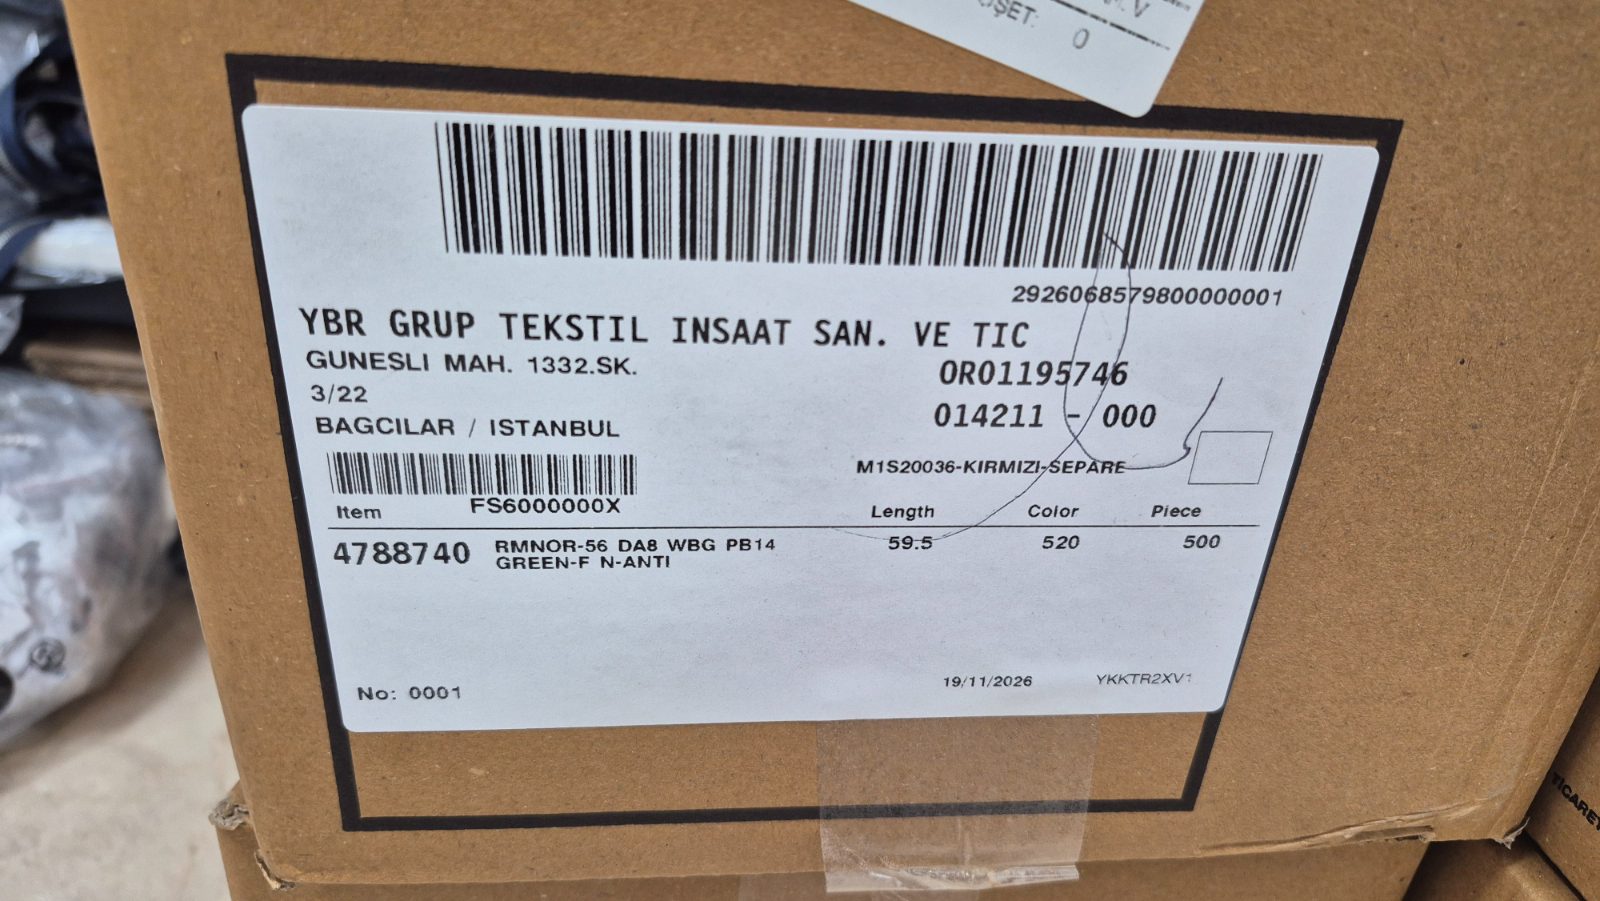 0
2926068579800000001
YBR GRUP TEKSTIL INSAAT SAN. VE TIC
GUNESLI MAH. 1332.SK.
3/22
BAGCILAR / ISTANBUL
OR01195746
014211 - 000
M1S20036-KIRMIZI-SEPARE
FS6000000X
Item Length Color Piece
4788740 RMNOR-56 DA8 WBG PB14 59.5 520 500
GREEN-F N-ANTI
No: 0001 19/11/2026 YKKTR2XV1